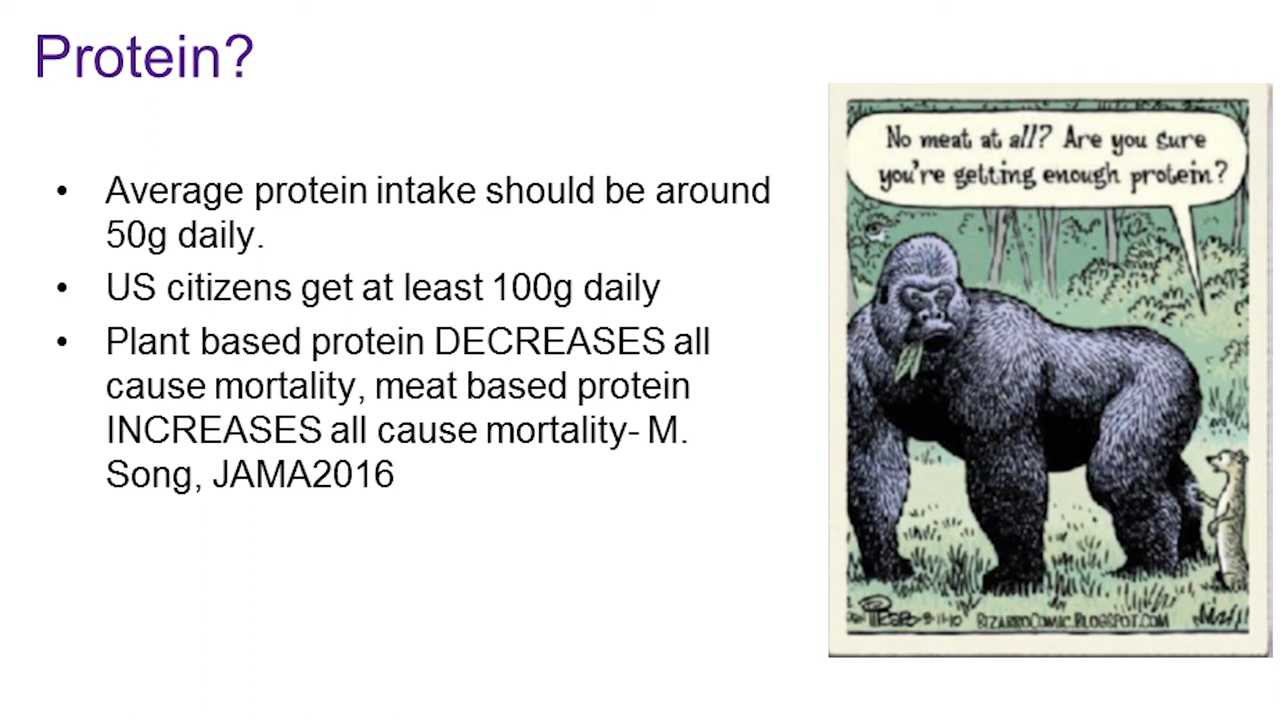 Protein?
• Average protein intake should be around
50g daily.
• US citizens get at least 100g daily
• Plant based protein DECREASES all
cause mortality, meat based protein
INCREASES all cause mortality- M.
Song, JAMA2016
No meat at all? Are you sure
you're getting enough protein?
BIZARROCOMIC.BLOGSPOT.COM